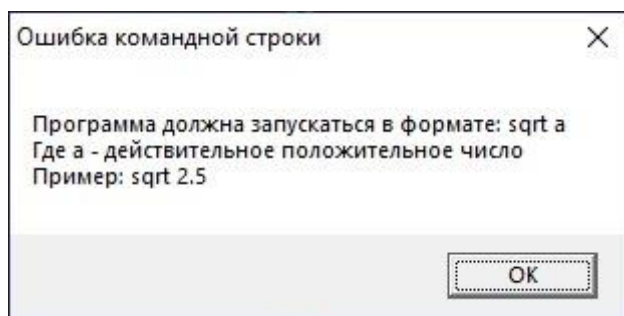 Ошибка командной строки
Программа должна запускаться в формате: sqrt a
Где a - действительное положительное число
Пример: sqrt 2.5
OK